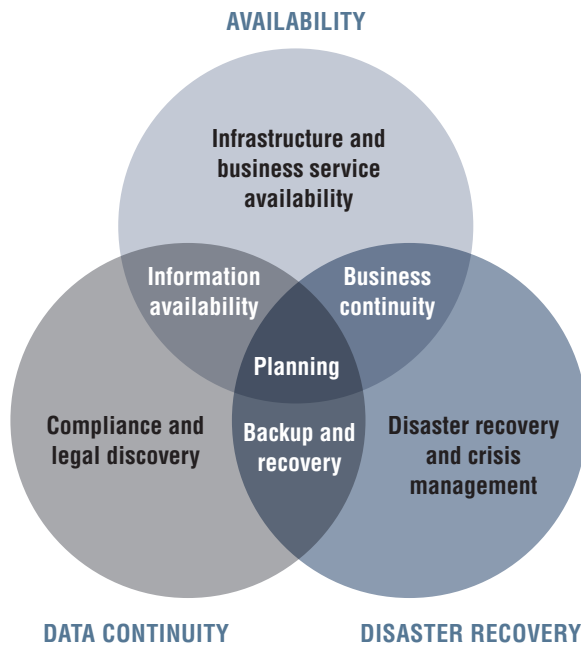 AVAILABILITY
Infrastructure and
business service
availability
Information
availability
Business
continuity
Planning
Compliance and
legal discovery
Backup and
recovery
Disaster recovery
and crisis
management
DATA CONTINUITY
DISASTER RECOVERY